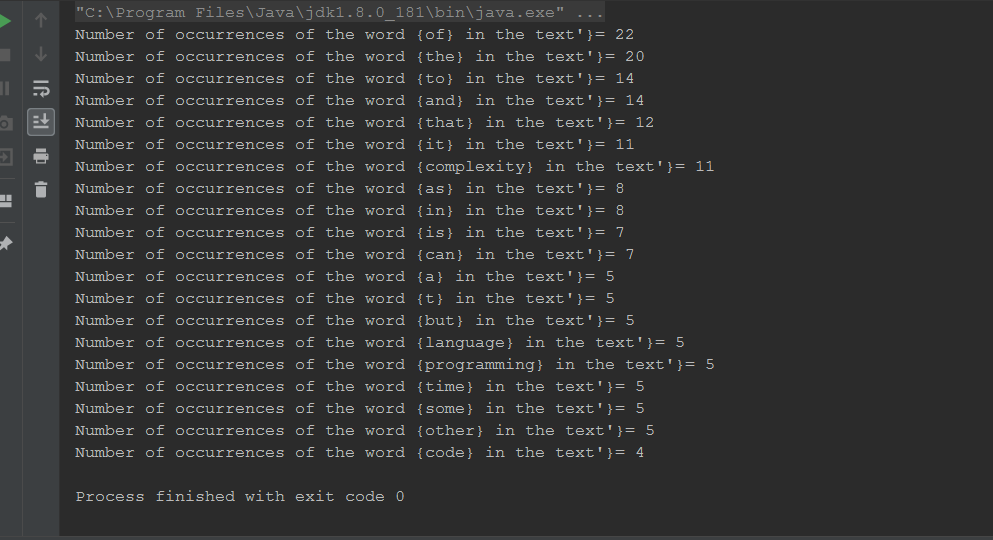 "C:\Program Files\Java\jdk1.8.0_181\bin\java.exe" ...
Number of occurrences of the word {of} in the text'}= 22
Number of occurrences of the word {the} in the text'}= 20
Number of occurrences of the word {to} in the text'}= 14
Number of occurrences of the word {and} in the text'}= 14
Number of occurrences of the word {that} in the text'}= 12
Number of occurrences of the word {it} in the text'}= 11
Number of occurrences of the word {complexity} in the text'}= 11
Number of occurrences of the word {as} in the text'}= 8
Number of occurrences of the word {in} in the text'}= 8
Number of occurrences of the word {is} in the text'}= 7
Number of occurrences of the word {can} in the text'}= 7
Number of occurrences of the word {a} in the text'}= 5
Number of occurrences of the word {t} in the text'}= 5
Number of occurrences of the word {but} in the text'}= 5
Number of occurrences of the word {language} in the text'}= 5
Number of occurrences of the word {programming} in the text'}= 5
Number of occurrences of the word {time} in the text'}= 5
Number of occurrences of the word {some} in the text'}= 5
Number of occurrences of the word {other} in the text'}= 5
Number of occurrences of the word {code} in the text'}= 4
Process finished with exit code 0